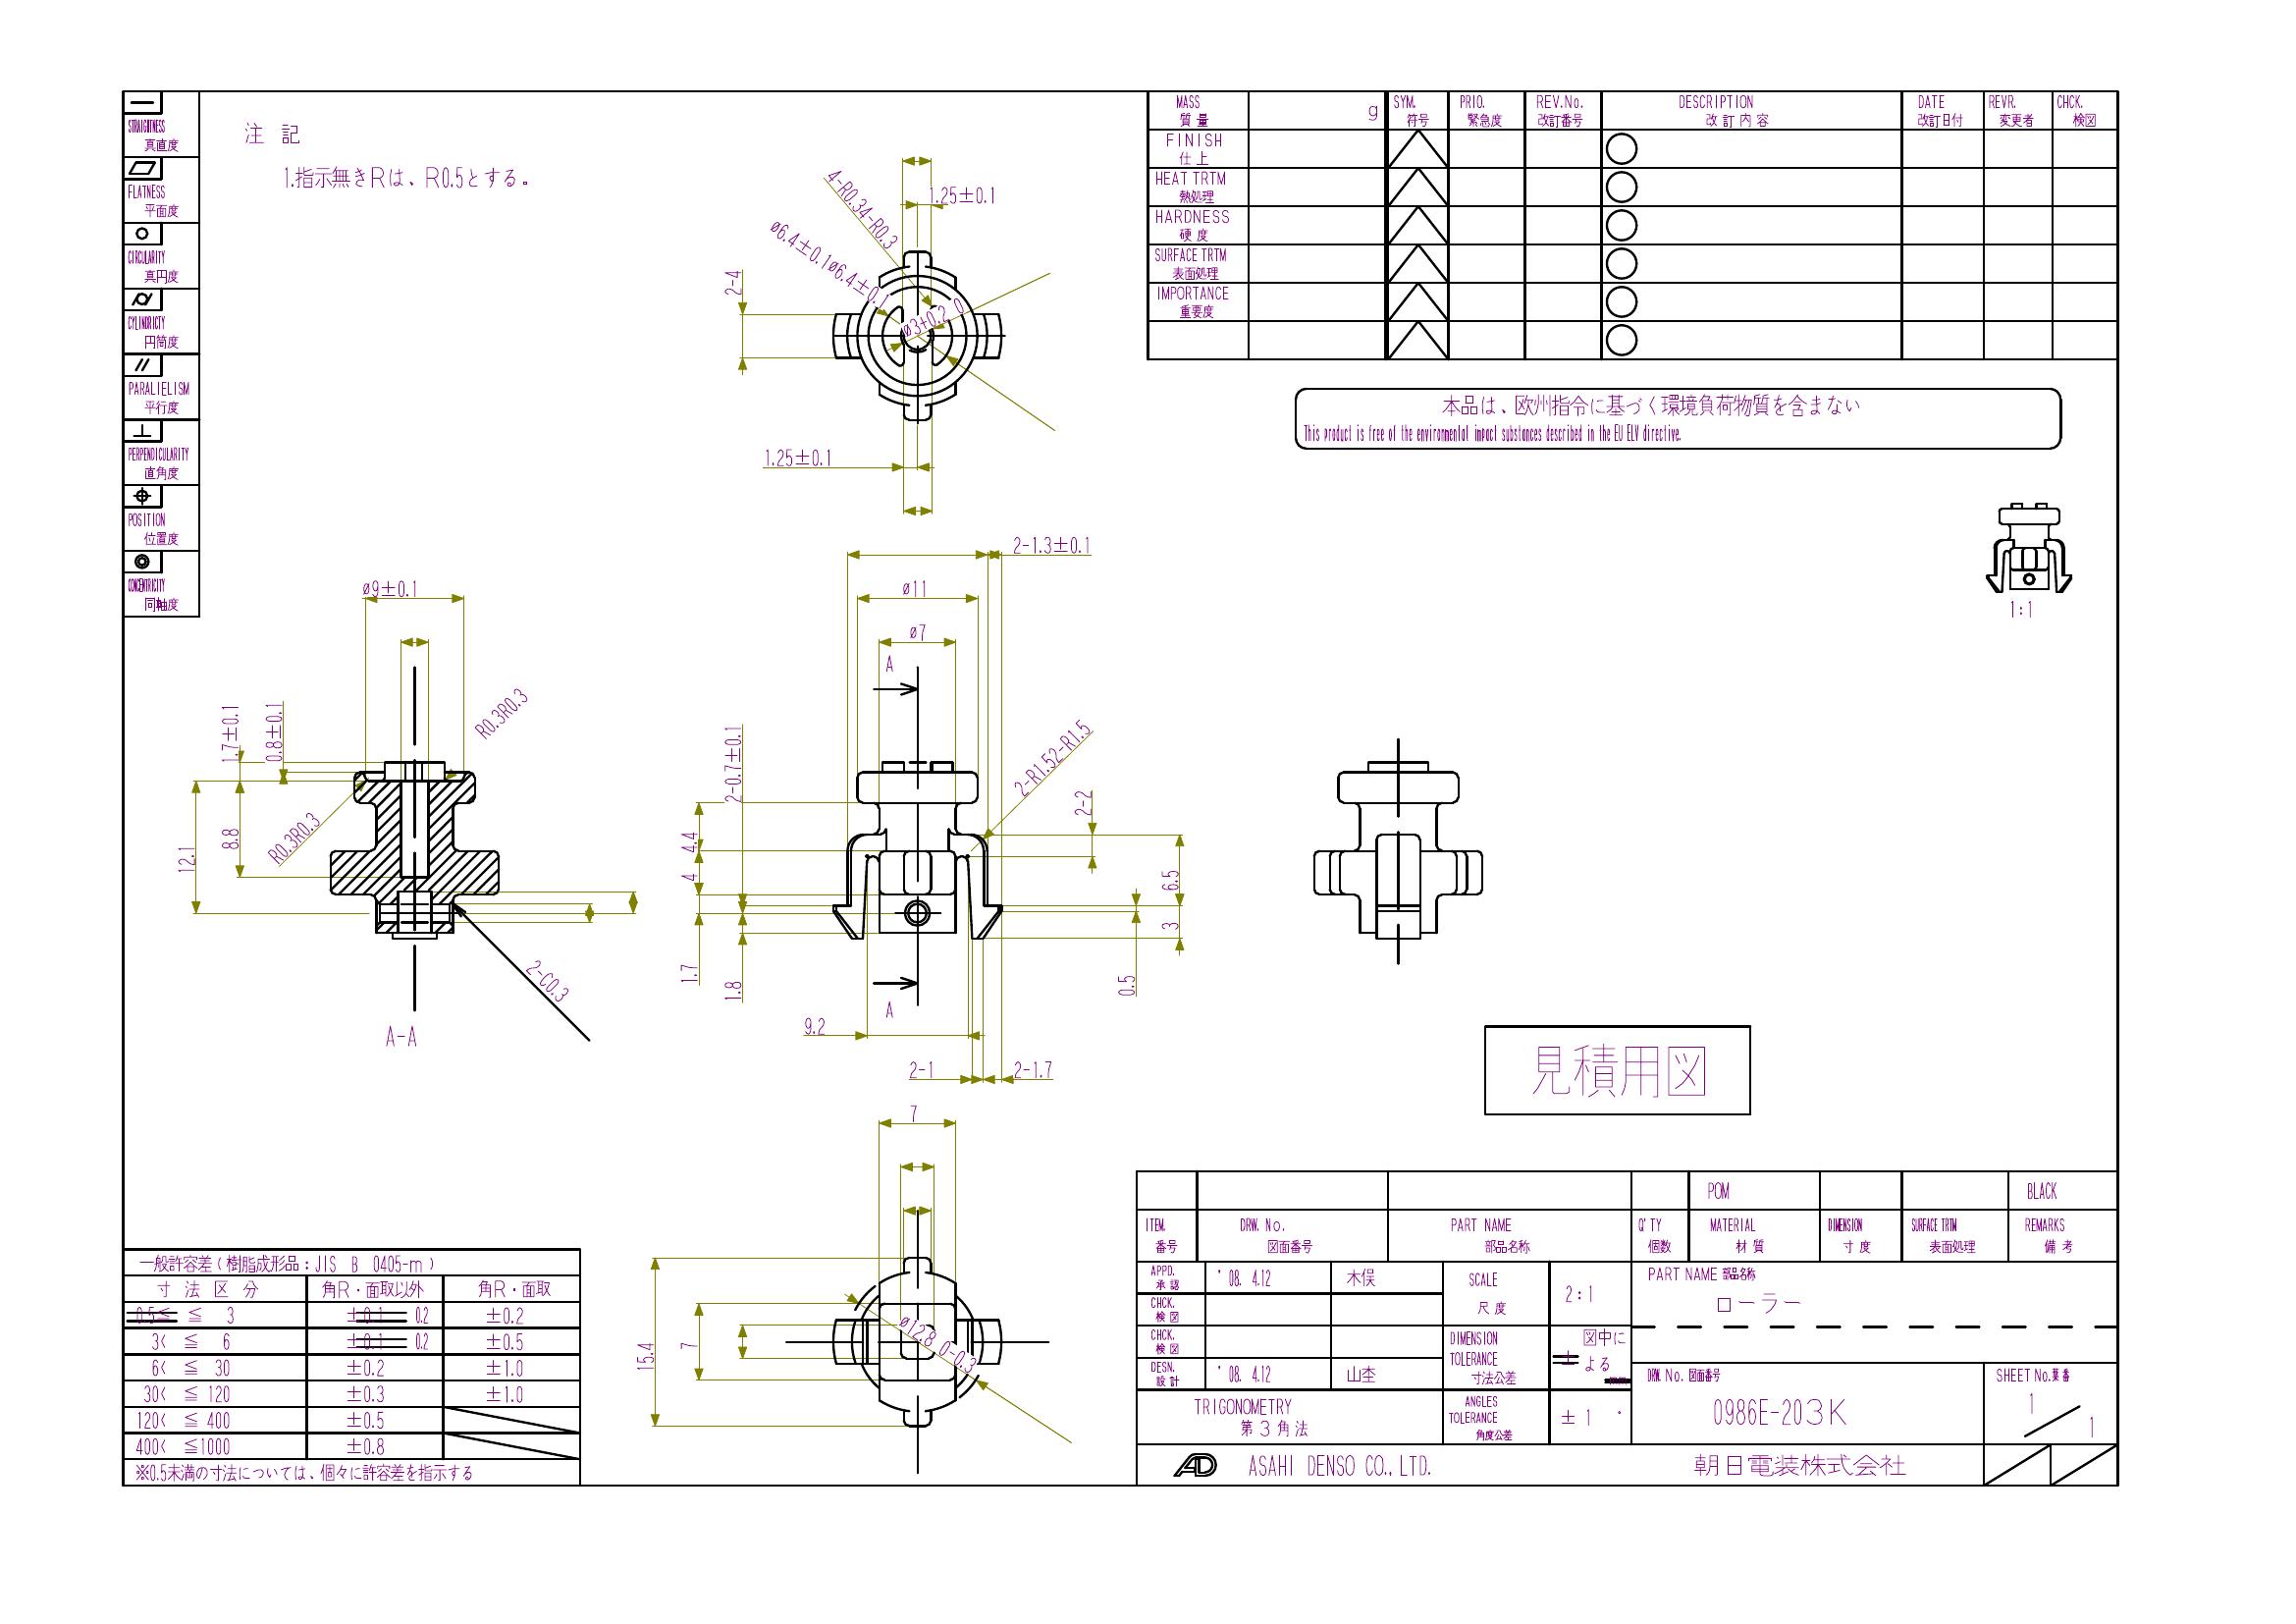 STRAIGHTNESS
真直度
FLATNESS
平面度
CIRCULARITY
真円度
CYLINDRICTY
円筒度
PARALIELISM
平行度
PERPENDICULARITY
直角度
POSITION
位置度
CONCENTRICITY
同軸度
注 記
1.指示無きRは、R0.5とする。
MASS 質量 g
SYM. 符号
PRIO. 緊急度
REV.No. 改訂番号
DESCRIPTION 改訂内容
DATE 改訂日付
REVR. 変更者
CHCK. 検図
FINISH
仕上
HEAT TRTM
熱処理
HARDNESS
硬度
SURFACE TRTM
表面処理
IMPORTANCE
重要度
本品は、欧州指令に基づく環境負荷物質を含まない
This product is free of the environmental impact substances described in the EU ELV directive.
1:1
4-R0.34-R0.3
1.25±0.1
ø6.4±0.1ø6.4±0.1
2-4
ø3+0.2 0
1.25±0.1
ø9±0.1
1.7±0.1
0.8±0.1
R0.3R0.3
R0.3R0.3
8.8
12.1
2-C0.3
A-A
2-1.3±0.1
ø11
ø7
A
2-0.7±0.1
2-R1.52-R1.5
2-2
4.4
4
6.5
3
1.7
1.8
0.5
A
9.2
2-1
2-1.7
7
15.4
7
ø12.8 0-0.3
見積用図
一般許容差(樹脂成形品:JIS B 0405-m)
寸法区分 角R・面取以外 角R・面取
0.5≦ ≦ 3 ±0.1 0.2 ±0.2
3< ≦ 6 ±0.1 0.2 ±0.5
6< ≦ 30 ±0.2 ±1.0
30< ≦ 120 ±0.3 ±1.0
120< ≦ 400 ±0.5
400< ≦1000 ±0.8
※0.5未満の寸法については、個々に許容差を指示する
POM BLACK
ITEM. DRW. No. PART NAME Q'TY MATERIAL DIMENSION SURFACE TRTM REMARKS
番号 図面番号 部品名称 個数 材質 寸度 表面処理 備考
APPD. 承認 '08. 4.12 木俣
CHCK. 検図
CHCK. 検図
DESN. 設計 '08. 4.12 山杢
SCALE 尺度 2:1
DIMENSION TOLERANCE 寸法公差 ± 図中による
TRIGONOMETRY
第3角法
ANGLES TOLERANCE 角度公差 ±1°
PART NAME 部品名称
ローラー
DRW. No. 図面番号
0986E-203K
SHEET No.葉番
1/1
AD ASAHI DENSO CO., LTD. 朝日電装株式会社